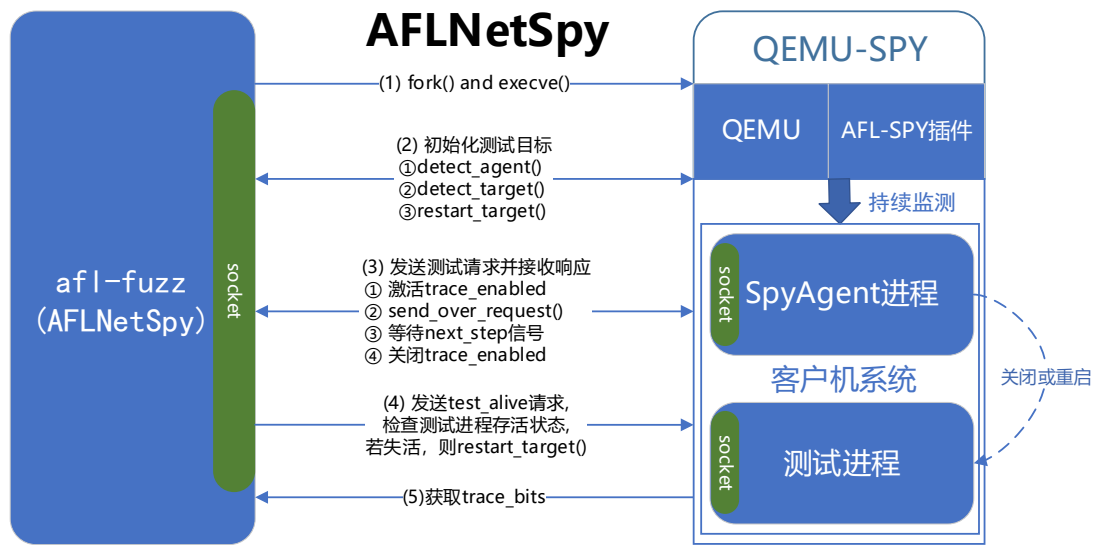 AFLNetSpy
QEMU-SPY
(1) fork() and execve()
QEMU
AFL-SPY插件
(2) 初始化测试目标
①detect_agent()
②detect_target()
③restart_target()
持续监测
afl-fuzz
(AFLNetSpy)
socket
(3) 发送测试请求并接收响应
① 激活trace_enabled
② send_over_request()
③ 等待next_step信号
④ 关闭trace_enabled
socket
SpyAgent进程
客户机系统
关闭或重启
(4) 发送test_alive请求,
检查测试进程存活状态,
若失活，则restart_target()
socket
测试进程
(5)获取trace_bits